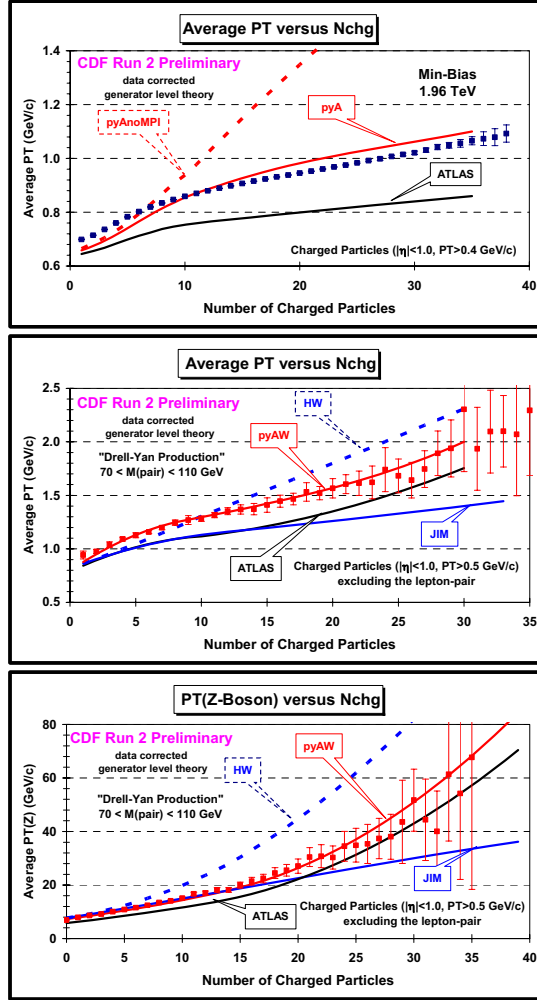 Average PT versus Nchg
CDF Run 2 Preliminary
data corrected
generator level theory
Min-Bias
1.96 TeV
pyAnoMPI
pyA
ATLAS
Charged Particles (|η|<1.0, PT>0.4 GeV/c)
Average PT (GeV/c)
1.4
1.2
1.0
0.8
0.6
0 10 20 30 40
Number of Charged Particles
Average PT versus Nchg
CDF Run 2 Preliminary
data corrected
generator level theory
"Drell-Yan Production"
70 < M(pair) < 110 GeV
HW
pyAW
JIM
ATLAS
Charged Particles (|η|<1.0, PT>0.5 GeV/c)
excluding the lepton-pair
Average PT (GeV/c)
2.5
2.0
1.5
1.0
0.5
0 5 10 15 20 25 30 35
Number of Charged Particles
PT(Z-Boson) versus Nchg
CDF Run 2 Preliminary
data corrected
generator level theory
"Drell-Yan Production"
70 < M(pair) < 110 GeV
HW
pyAW
JIM
ATLAS
Charged Particles (|η|<1.0, PT>0.5 GeV/c)
excluding the lepton-pair
Average PT(Z) (GeV/c)
80
60
40
20
0
0 5 10 15 20 25 30 35 40
Number of Charged Particles